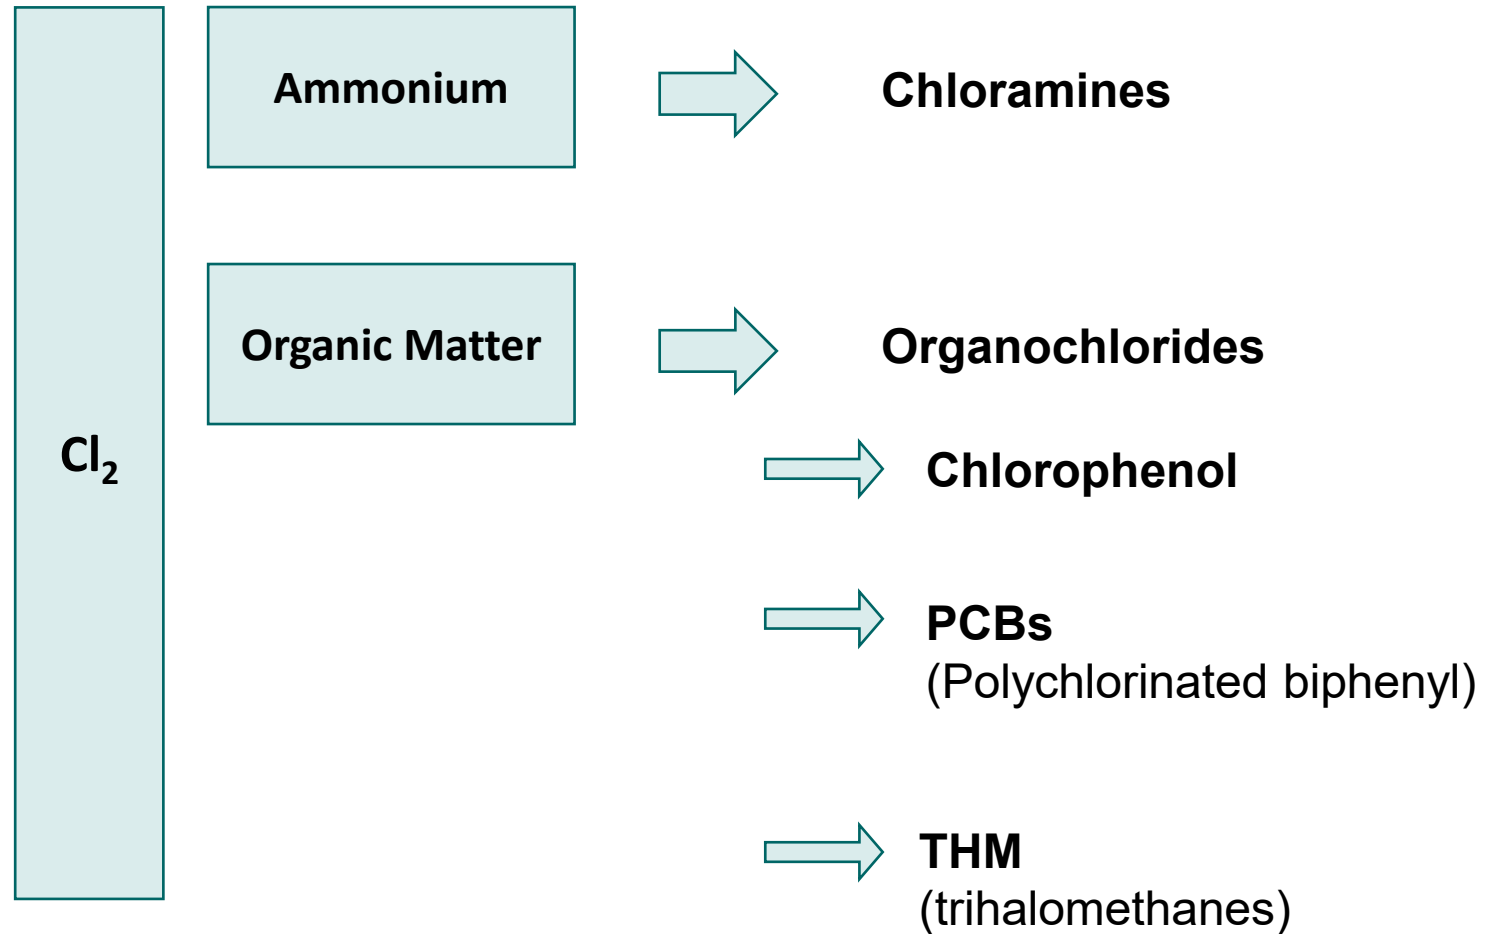 Ammonium
Chloramines
Organic Matter
Organochlorides
Cl₂
Chlorophenol
PCBs
(Polychlorinated biphenyl)
THM
(trihalomethanes)